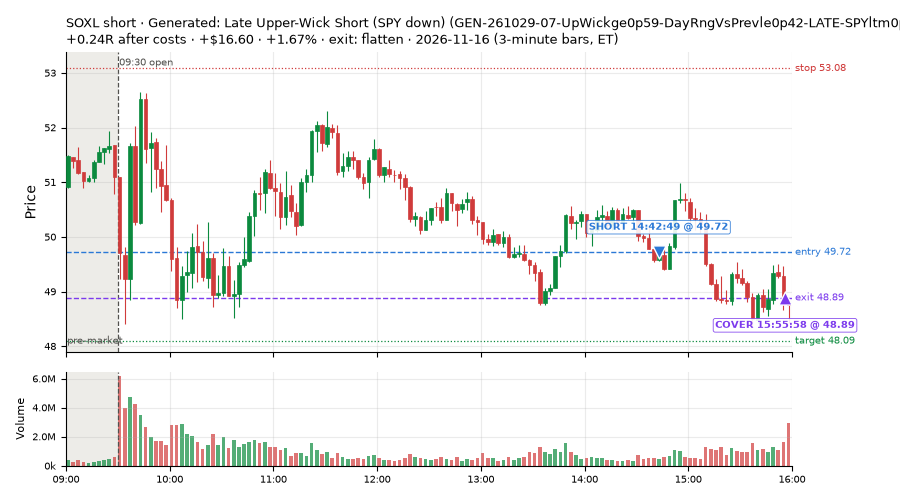 SOXL short · Generated: Late Upper-Wick Short (SPY down) (GEN-261029-07-UpWickge0p59-DayRngVsPrevle0p42-LATE-SPYltm0
+0.24R after costs · +$16.60 · +1.67% · exit: flatten · 2026-11-16 (3-minute bars, ET)
09:30 open
stop 53.08
53
52
51
50
49
48
Price
SHORT 14:42:49 @ 49.72
entry 49.72
exit 48.89
COVER 15:55:58 @ 48.89
pre-market
target 48.09
6.0M
4.0M
2.0M
0k
Volume
09:00
10:00
11:00
12:00
13:00
14:00
15:00
16:00